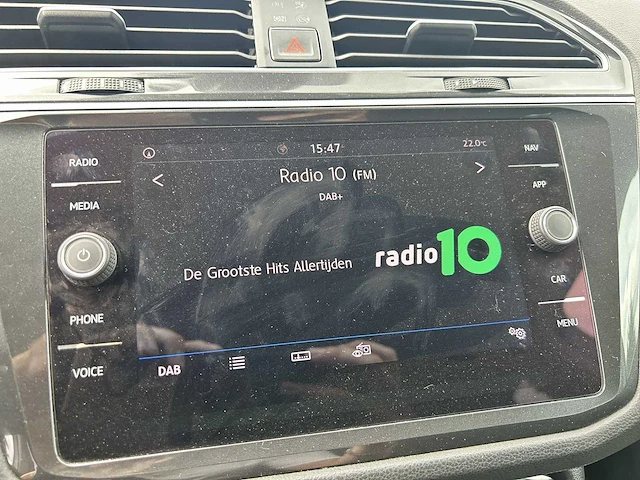 15:47
22.0°C
RADIO
MEDIA
PHONE
VOICE
Radio 10 (FM)
DAB+
De Grootste Hits Allertijden
radio10
DAB
NAV
APP
CAR
MENU